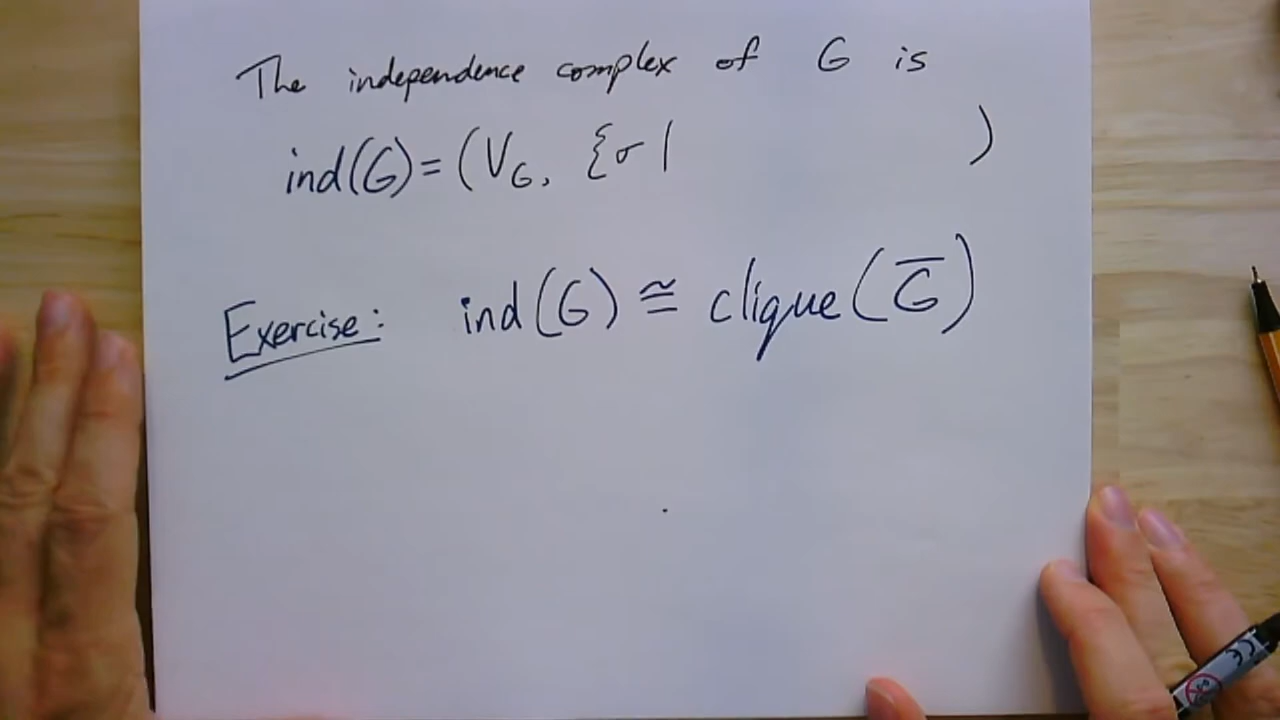 The independence complex of G is
ind(G)=(V_G, {σ | )
Exercise: ind(G) ≅ clique(G̅)